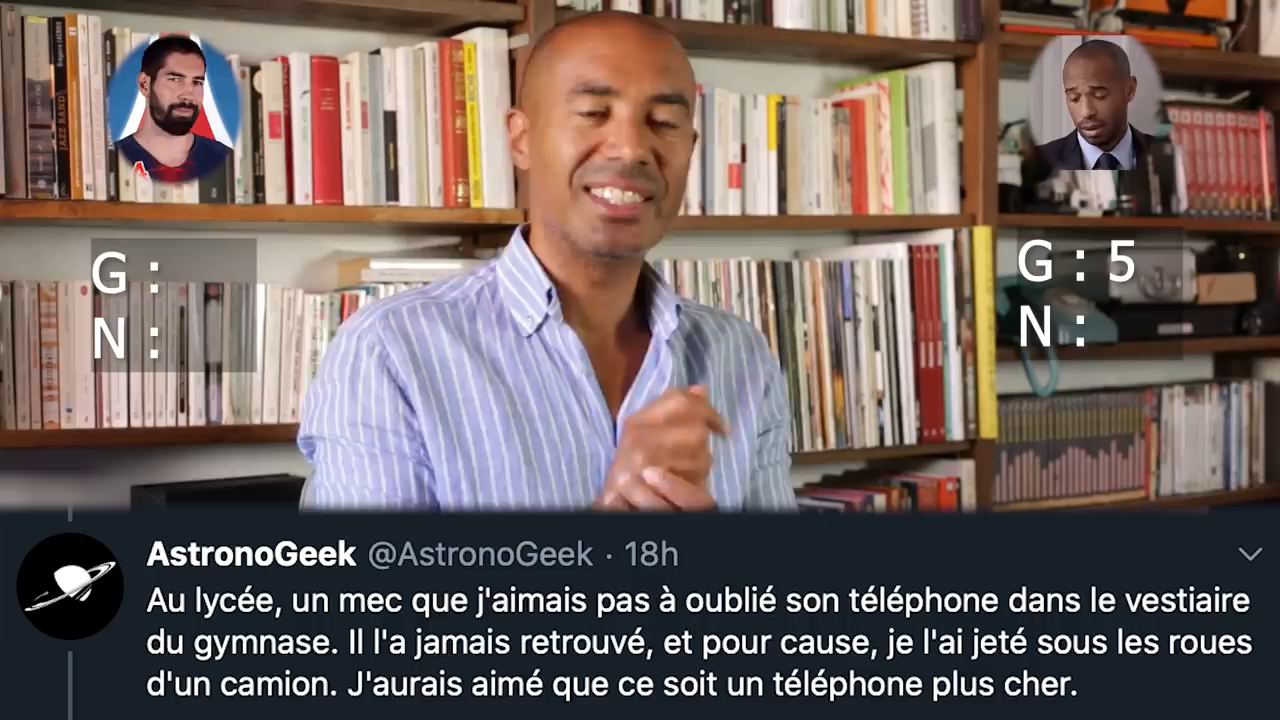 JAZZ BAND
G :
N :
G : 5
N :
AstronoGeek @AstronoGeek · 18h
Au lycée, un mec que j'aimais pas à oublié son téléphone dans le vestiaire
du gymnase. Il l'a jamais retrouvé, et pour cause, je l'ai jeté sous les roues
d'un camion. J'aurais aimé que ce soit un téléphone plus cher.